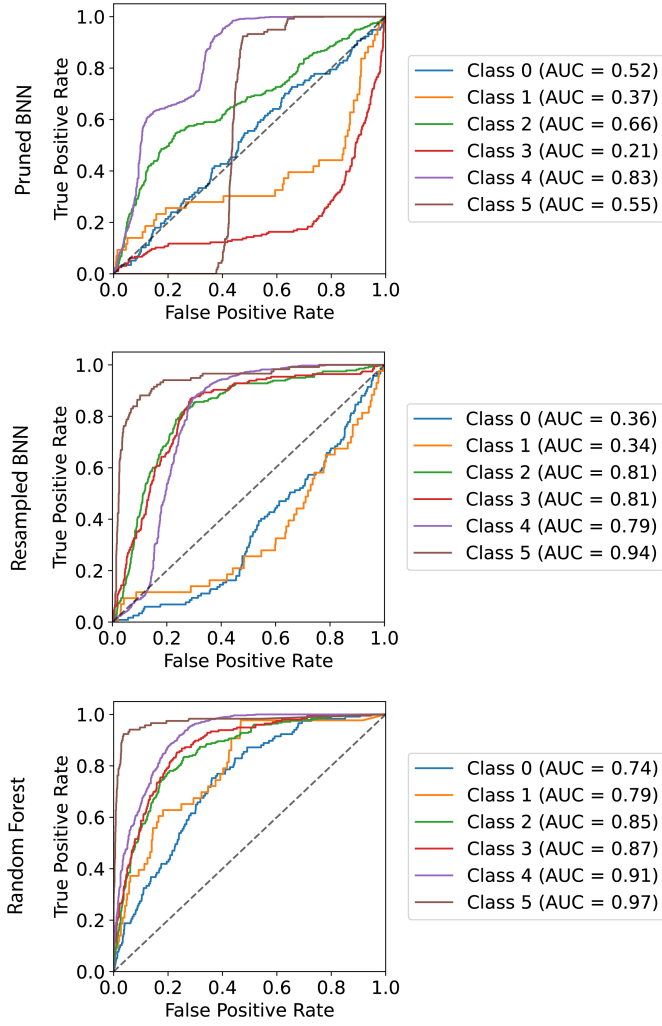 Pruned BNN
True Positive Rate
1.0
0.8
0.6
0.4
0.2
0.0
0.0 0.2 0.4 0.6 0.8 1.0
False Positive Rate
Class 0 (AUC = 0.52)
Class 1 (AUC = 0.37)
Class 2 (AUC = 0.66)
Class 3 (AUC = 0.21)
Class 4 (AUC = 0.83)
Class 5 (AUC = 0.55)
Resampled BNN
True Positive Rate
1.0
0.8
0.6
0.4
0.2
0.0
0.0 0.2 0.4 0.6 0.8 1.0
False Positive Rate
Class 0 (AUC = 0.36)
Class 1 (AUC = 0.34)
Class 2 (AUC = 0.81)
Class 3 (AUC = 0.81)
Class 4 (AUC = 0.79)
Class 5 (AUC = 0.94)
Random Forest
True Positive Rate
1.0
0.8
0.6
0.4
0.2
0.0
0.0 0.2 0.4 0.6 0.8 1.0
False Positive Rate
Class 0 (AUC = 0.74)
Class 1 (AUC = 0.79)
Class 2 (AUC = 0.85)
Class 3 (AUC = 0.87)
Class 4 (AUC = 0.91)
Class 5 (AUC = 0.97)